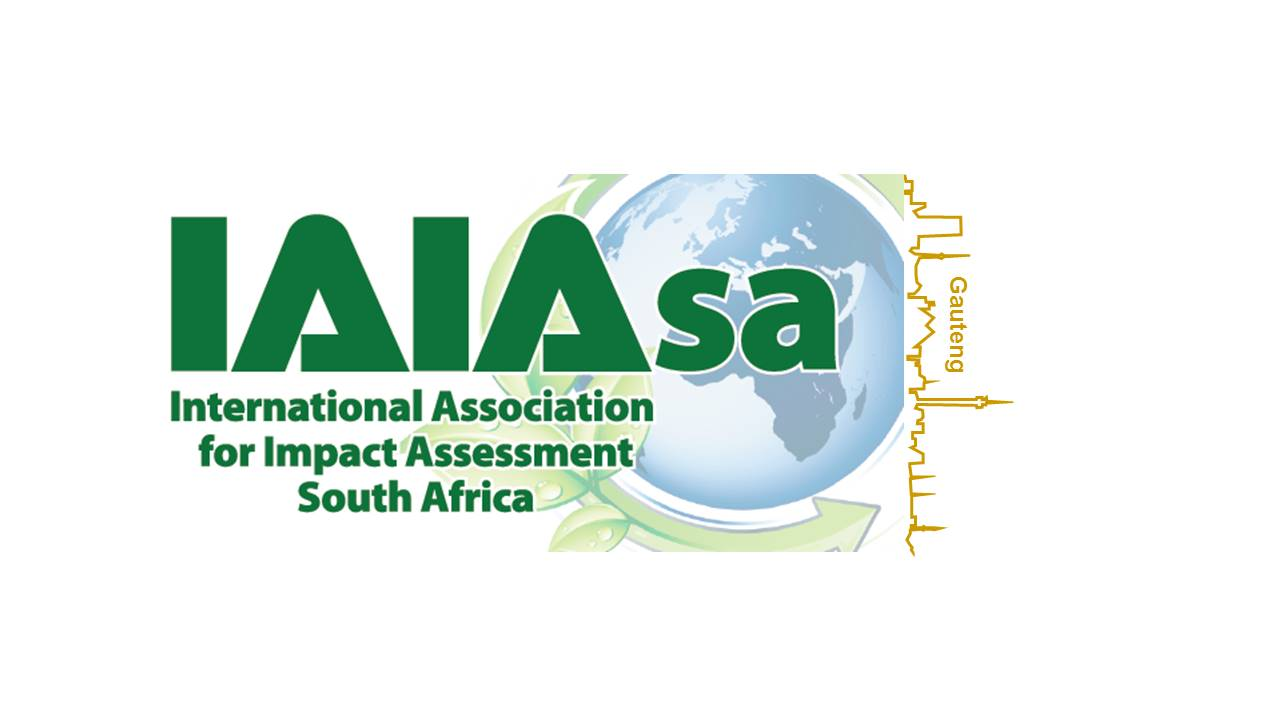 IAIAsa
International Association
for Impact Assessment
South Africa
Gauteng